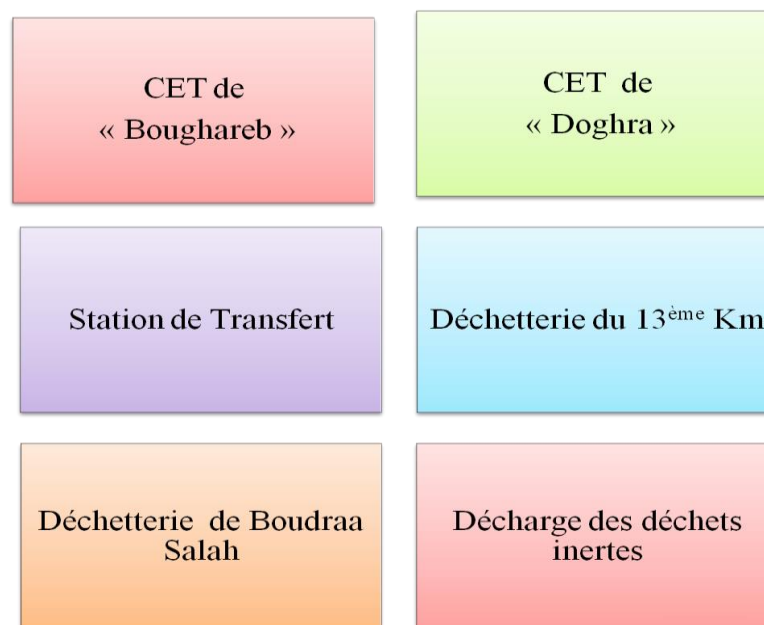 CET de
« Boughareb »
CET de
« Doghra »
Station de Transfert
Déchetterie du 13ème Km
Déchetterie de Boudraa
Salah
Décharge des déchets
inertes